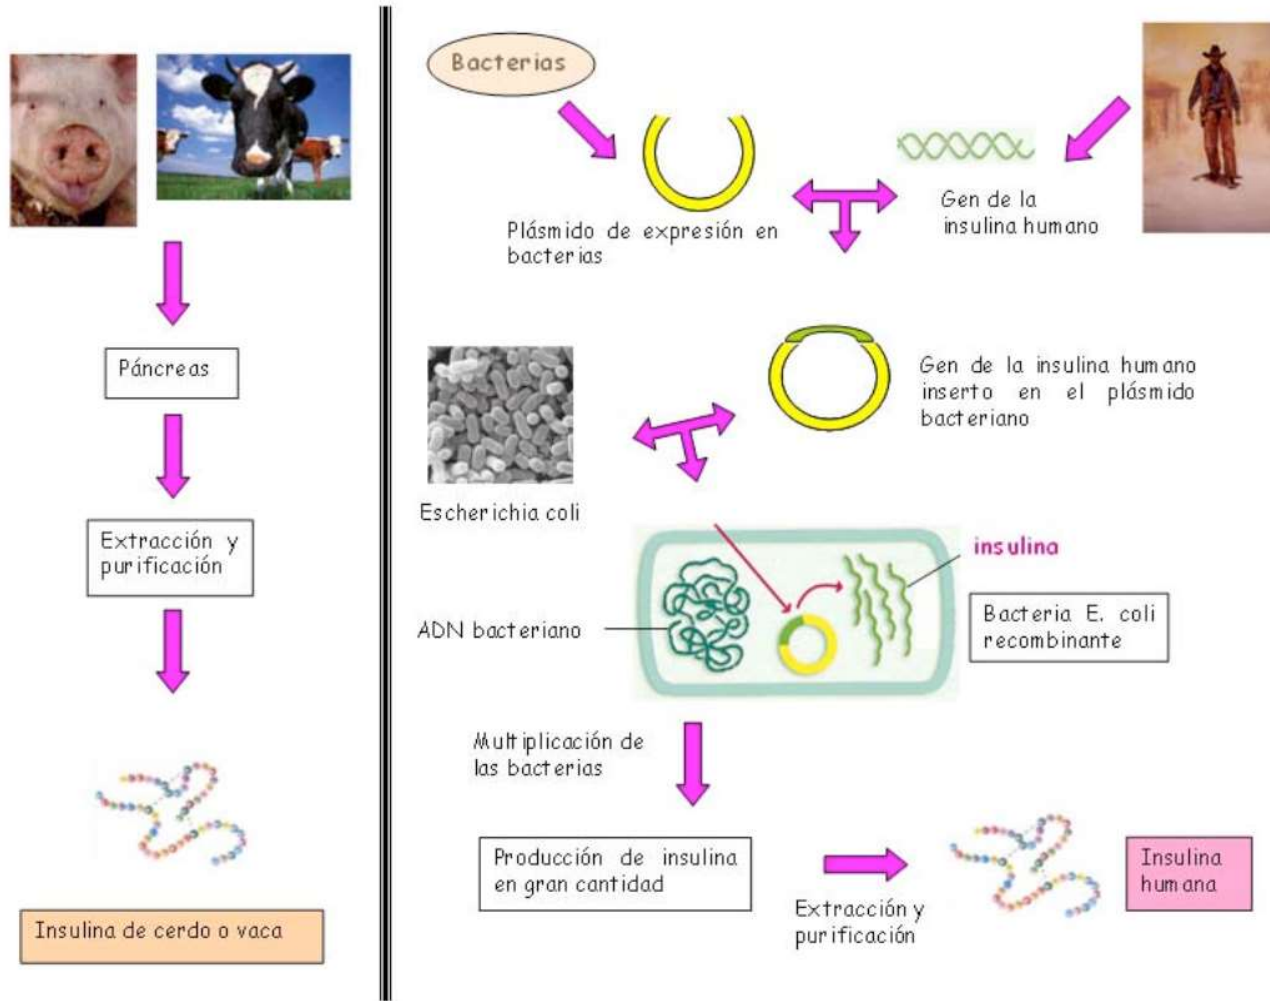 Páncreas
Extracción y
purificación
Insulina de cerdo o vaca
Bacterias
Plásmido de expresión en
bacterias
Gen de la
insulina humano
Gen de la insulina humano
inserto en el plásmido
bacteriano
Escherichia coli
insulina
ADN bacteriano
Bacteria E. coli
recombinante
Multiplicación de
las bacterias
Producción de insulina
en gran cantidad
Extracción y
purificación
Insulina
humana